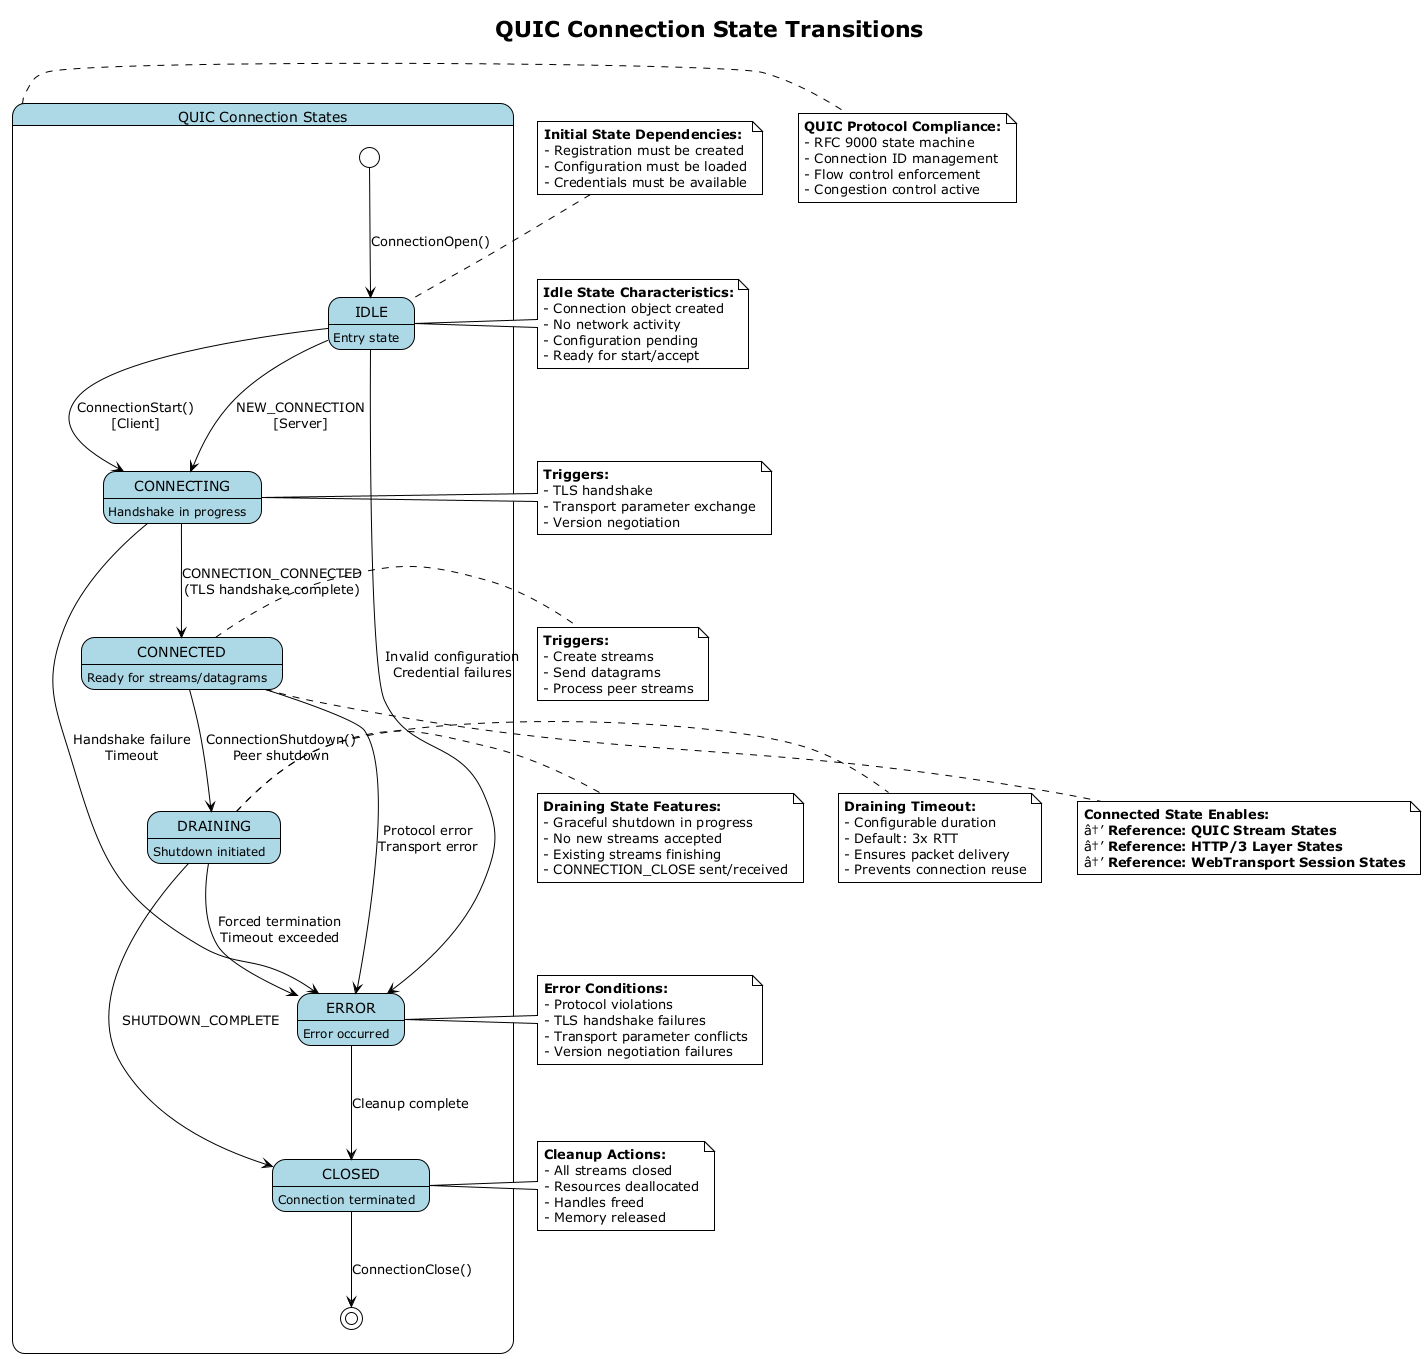 QUIC Connection State Transitions
QUIC Connection States
Initial State Dependencies:
- Registration must be created
- Configuration must be loaded
- Credentials must be available
QUIC Protocol Compliance:
- RFC 9000 state machine
- Connection ID management
- Flow control enforcement
- Congestion control active
ConnectionOpen()
IDLE
Entry state
Idle State Characteristics:
- Connection object created
- No network activity
- Configuration pending
- Ready for start/accept
ConnectionStart()
[Client]
NEW_CONNECTION
[Server]
CONNECTING
Handshake in progress
Triggers:
- TLS handshake
- Transport parameter exchange
- Version negotiation
CONNECTION_CONNECTED
(TLS handshake complete)
CONNECTED
Ready for streams/datagrams
Invalid configuration
Credential failures
Triggers:
- Create streams
- Send datagrams
- Process peer streams
Handshake failure
Timeout
ConnectionShutdown()
Peer shutdown
DRAINING
Shutdown initiated
Protocol error
Transport error
Draining State Features:
- Graceful shutdown in progress
- No new streams accepted
- Existing streams finishing
- CONNECTION_CLOSE sent/received
Draining Timeout:
- Configurable duration
- Default: 3x RTT
- Ensures packet delivery
- Prevents connection reuse
Connected State Enables:
â†’ Reference: QUIC Stream States
â†’ Reference: HTTP/3 Layer States
â†’ Reference: WebTransport Session States
Forced termination
Timeout exceeded
SHUTDOWN_COMPLETE
ERROR
Error occurred
Error Conditions:
- Protocol violations
- TLS handshake failures
- Transport parameter conflicts
- Version negotiation failures
Cleanup complete
CLOSED
Connection terminated
Cleanup Actions:
- All streams closed
- Resources deallocated
- Handles freed
- Memory released
ConnectionClose()